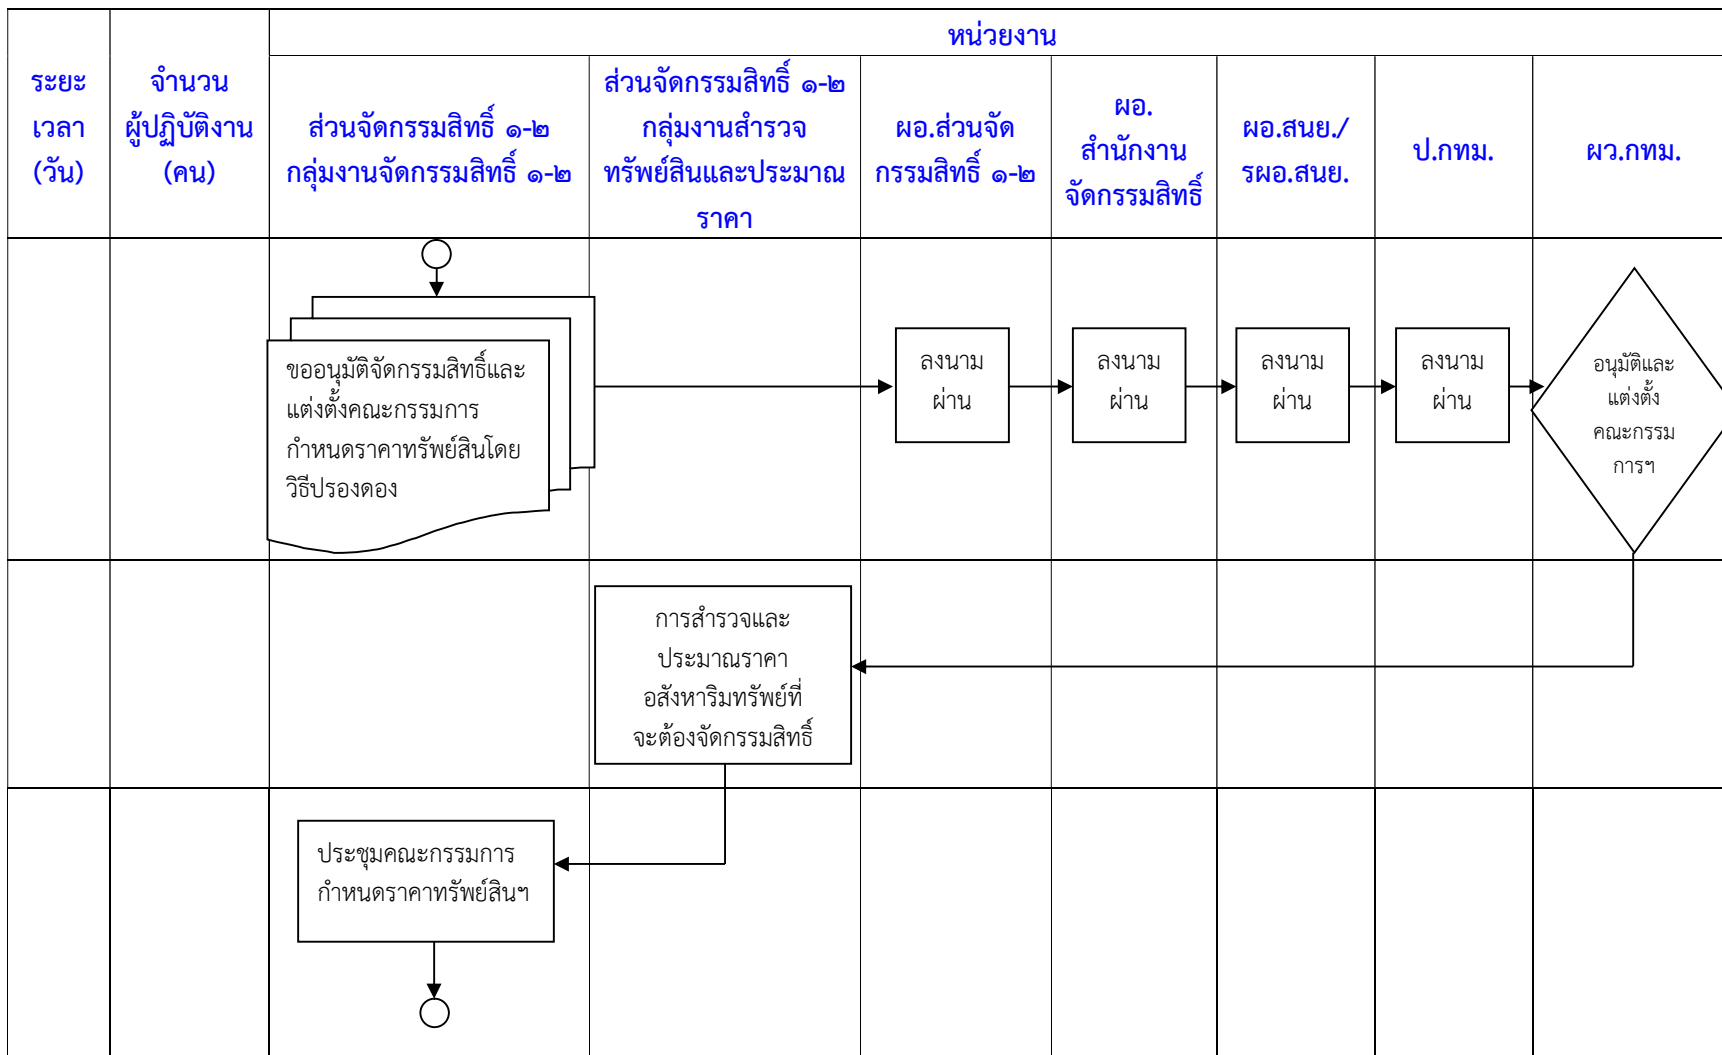 หน่วยงาน
ระยะ
เวลา
(วัน)
จำนวน
ผู้ปฏิบัติงาน
(คน)
ส่วนจัดกรรมสิทธิ์ ๑-๒
กลุ่มงานจัดกรรมสิทธิ์ ๑-๒
ส่วนจัดกรรมสิทธิ์ ๑-๒
กลุ่มงานสำรวจ
ทรัพย์สินและประมาณ
ราคา
ผอ.ส่วนจัด
กรรมสิทธิ์ ๑-๒
ผอ.
สำนักงาน
จัดกรรมสิทธิ์
ผอ.สนย./
รผอ.สนย.
ป.กทม.
ผว.กทม.
ขออนุมัติจัดกรรมสิทธิ์และ
แต่งตั้งคณะกรรมการ
กำหนดราคาทรัพย์สินโดย
วิธีปรองดอง
ลงนาม
ผ่าน
ลงนาม
ผ่าน
ลงนาม
ผ่าน
ลงนาม
ผ่าน
อนุมัติและ
แต่งตั้ง
คณะกรรม
การฯ
การสำรวจและ
ประมาณราคา
อสังหาริมทรัพย์ที่
จะต้องจัดกรรมสิทธิ์
ประชุมคณะกรรมการ
กำหนดราคาทรัพย์สินฯ